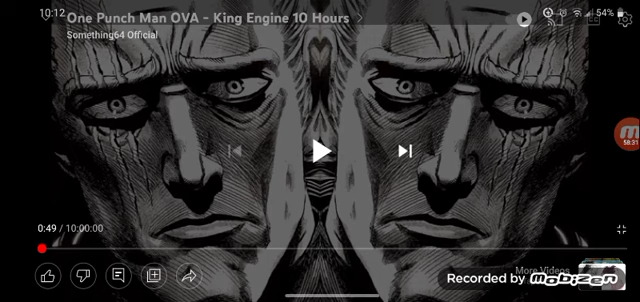 10:12
54%
One Punch Man OVA - King Engine 10 Hours
Something64 Official
58:31
0:49 / 10:00:00
More Videos
Recorded by mobizen